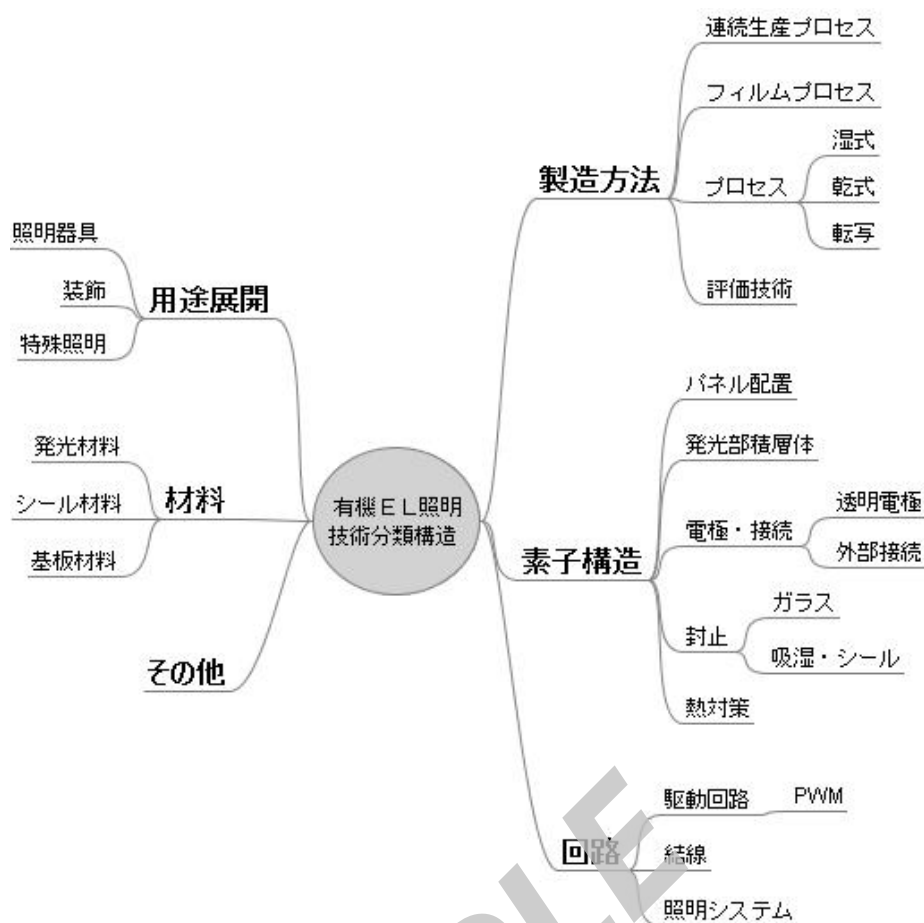 有機ＥＬ照明
技術分類構造
製造方法
連続生産プロセス
フィルムプロセス
プロセス
湿式
乾式
転写
評価技術
素子構造
パネル配置
発光部積層体
電極・接続
透明電極
外部接続
封止
ガラス
吸湿・シール
熱対策
回路
駆動回路
PWM
結線
照明システム
用途展開
照明器具
装飾
特殊照明
材料
発光材料
シール材料
基板材料
その他